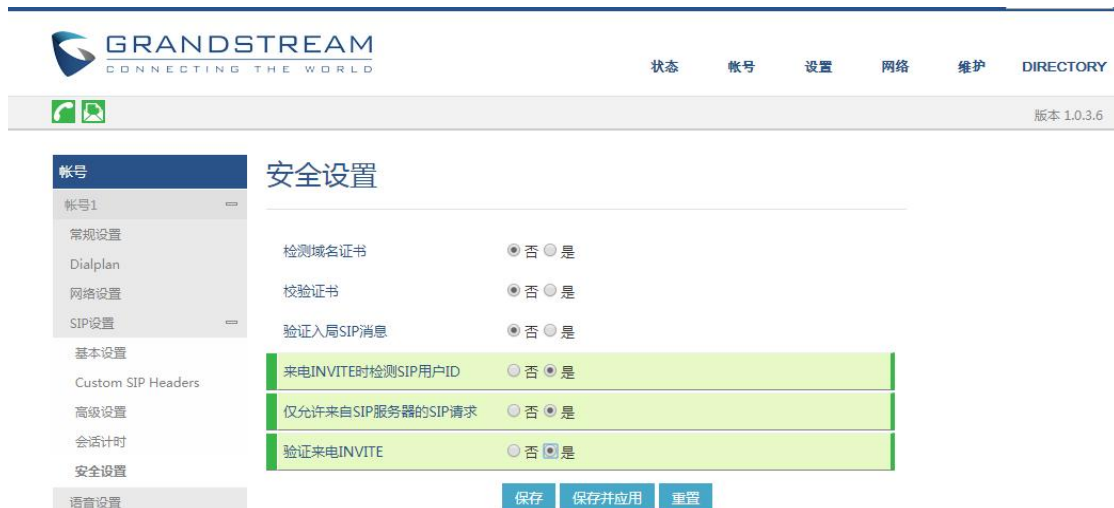 GRANDSTREAM
CONNECTING THE WORLD
状态 帐号 设置 网络 维护 DIRECTORY
版本 1.0.3.6
帐号
帐号1
常规设置
Dialplan
网络设置
SIP设置
基本设置
Custom SIP Headers
高级设置
会话计时
安全设置
语音设置
安全设置
检测域名证书 否 是
校验证书 否 是
验证入局SIP消息 否 是
来电INVITE时检测SIP用户ID 否 是
仅允许来自SIP服务器的SIP请求 否 是
验证来电INVITE 否 是
保存 保存并应用 重置